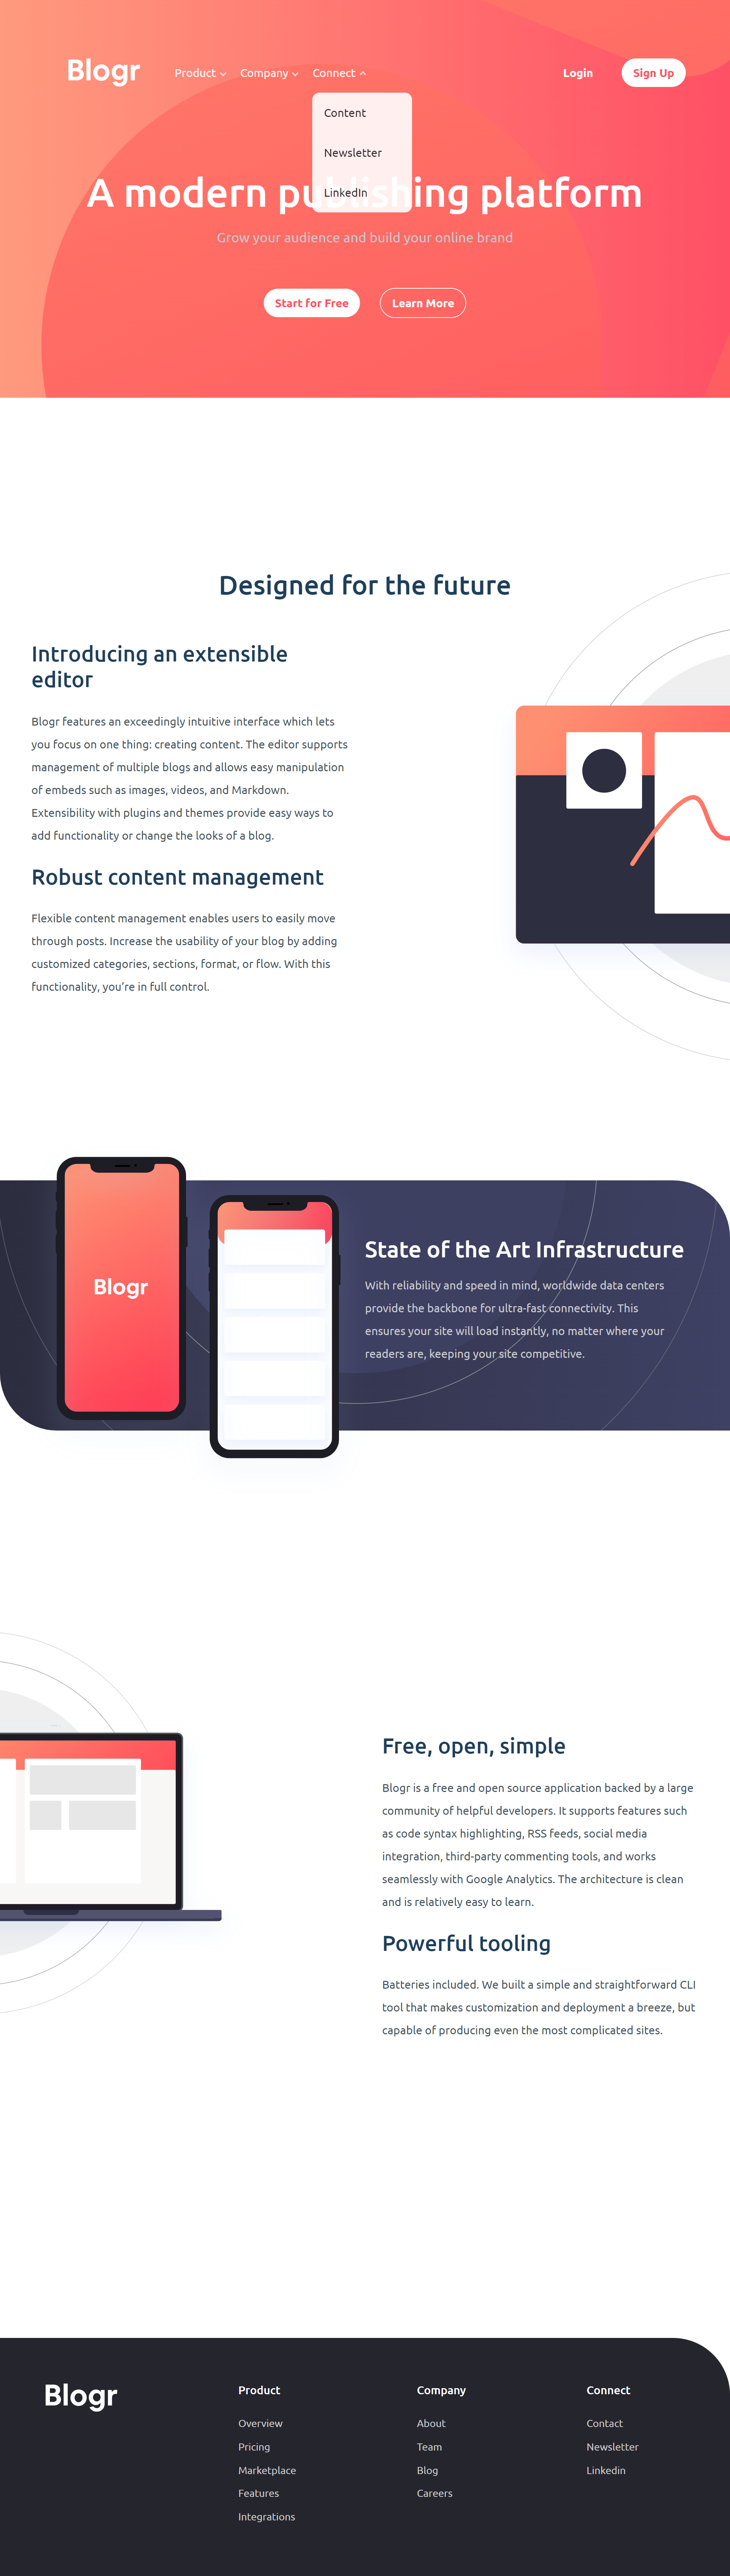 Blogr
Product
Company
Connect
Login
Sign Up
Content
Newsletter
LinkedIn
A modern publishing platform
Grow your audience and build your online brand
Start for Free
Learn More
Designed for the future
Introducing an extensible
editor
Blogr features an exceedingly intuitive interface which lets
you focus on one thing: creating content. The editor supports
management of multiple blogs and allows easy manipulation
of embeds such as images, videos, and Markdown.
Extensibility with plugins and themes provide easy ways to
add functionality or change the looks of a blog.
Robust content management
Flexible content management enables users to easily move
through posts. Increase the usability of your blog by adding
customized categories, sections, format, or flow. With this
functionality, you’re in full control.
Blogr
State of the Art Infrastructure
With reliability and speed in mind, worldwide data centers
provide the backbone for ultra-fast connectivity. This
ensures your site will load instantly, no matter where your
readers are, keeping your site competitive.
Free, open, simple
Blogr is a free and open source application backed by a large
community of helpful developers. It supports features such
as code syntax highlighting, RSS feeds, social media
integration, third-party commenting tools, and works
seamlessly with Google Analytics. The architecture is clean
and is relatively easy to learn.
Powerful tooling
Batteries included. We built a simple and straightforward CLI
tool that makes customization and deployment a breeze, but
capable of producing even the most complicated sites.
Blogr
Product
Overview
Pricing
Marketplace
Features
Integrations
Company
About
Team
Blog
Careers
Connect
Contact
Newsletter
Linkedin